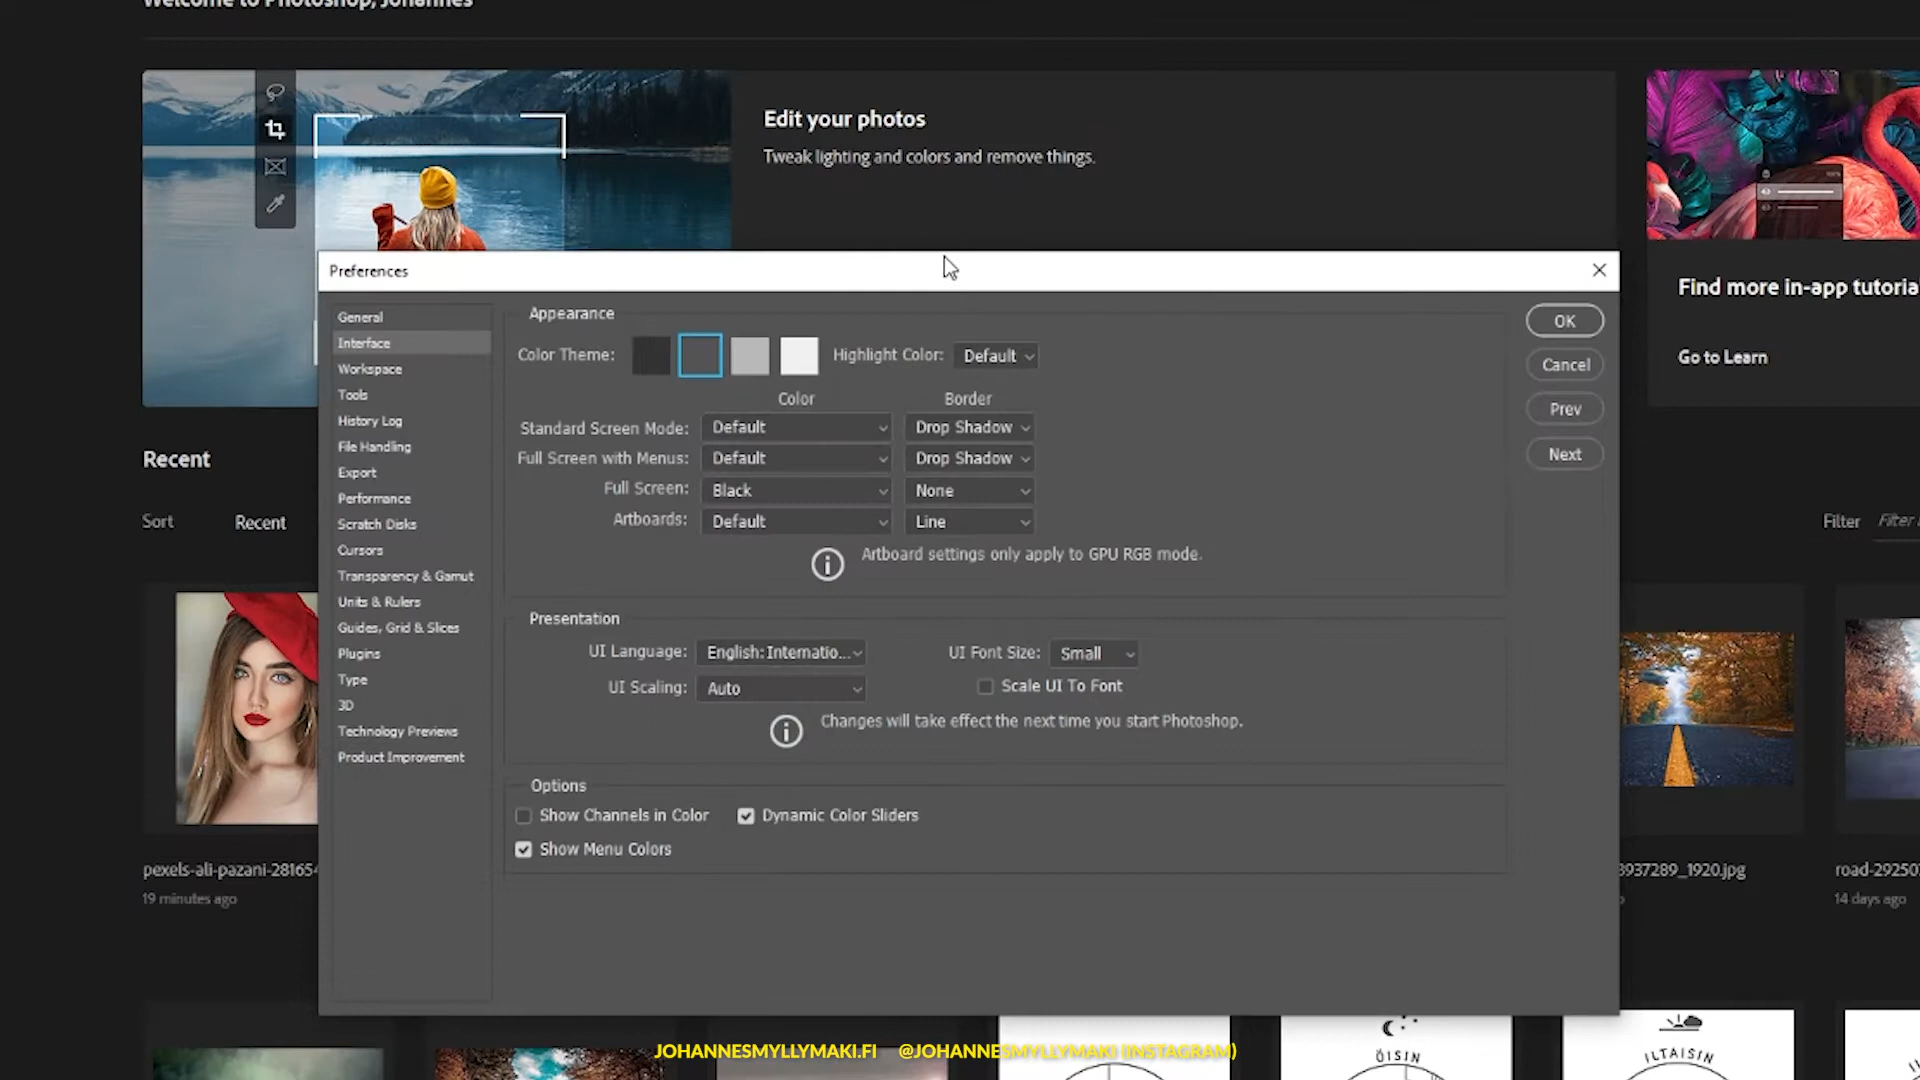 Welcome to Photoshop, Johannes
Edit your photos
Tweak lighting and colors and remove things.
Find more in-app tutoria
Go to Learn
Preferences
General
Interface
Workspace
Tools
History Log
File Handling
Export
Performance
Scratch Disks
Cursors
Transparency & Gamut
Units & Rulers
Guides, Grid & Slices
Plugins
Type
3D
Technology Previews
Product Improvement
Appearance
Color Theme:
Highlight Color: Default
Color Border
Standard Screen Mode: Default Drop Shadow
Full Screen with Menus: Default Drop Shadow
Full Screen: Black None
Artboards: Default Line
Artboard settings only apply to GPU RGB mode.
Presentation
UI Language: English: Internatio... UI Font Size: Small
UI Scaling: Auto Scale UI To Font
Changes will take effect the next time you start Photoshop.
Options
Show Channels in Color Dynamic Color Sliders
Show Menu Colors
OK
Cancel
Prev
Next
Recent
Sort Recent
Filter Filter
pexels-ali-pazani-28165
19 minutes ago
8937289_1920.jpg
road-29250
14 days ago
ÖISIN
ILTAISIN
JOHANNESMYLLYMAKI.FI @JOHANNESMYLLYMAKI (INSTAGRAM)